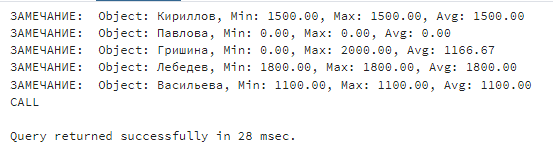 ЗАМЕЧАНИЕ:  Object: Кириллов, Min: 1500.00, Max: 1500.00, Avg: 1500.00
ЗАМЕЧАНИЕ:  Object: Павлова, Min: 0.00, Max: 0.00, Avg: 0.00
ЗАМЕЧАНИЕ:  Object: Гришина, Min: 0.00, Max: 2000.00, Avg: 1166.67
ЗАМЕЧАНИЕ:  Object: Лебедев, Min: 1800.00, Max: 1800.00, Avg: 1800.00
ЗАМЕЧАНИЕ:  Object: Васильева, Min: 1100.00, Max: 1100.00, Avg: 1100.00
CALL
Query returned successfully in 28 msec.